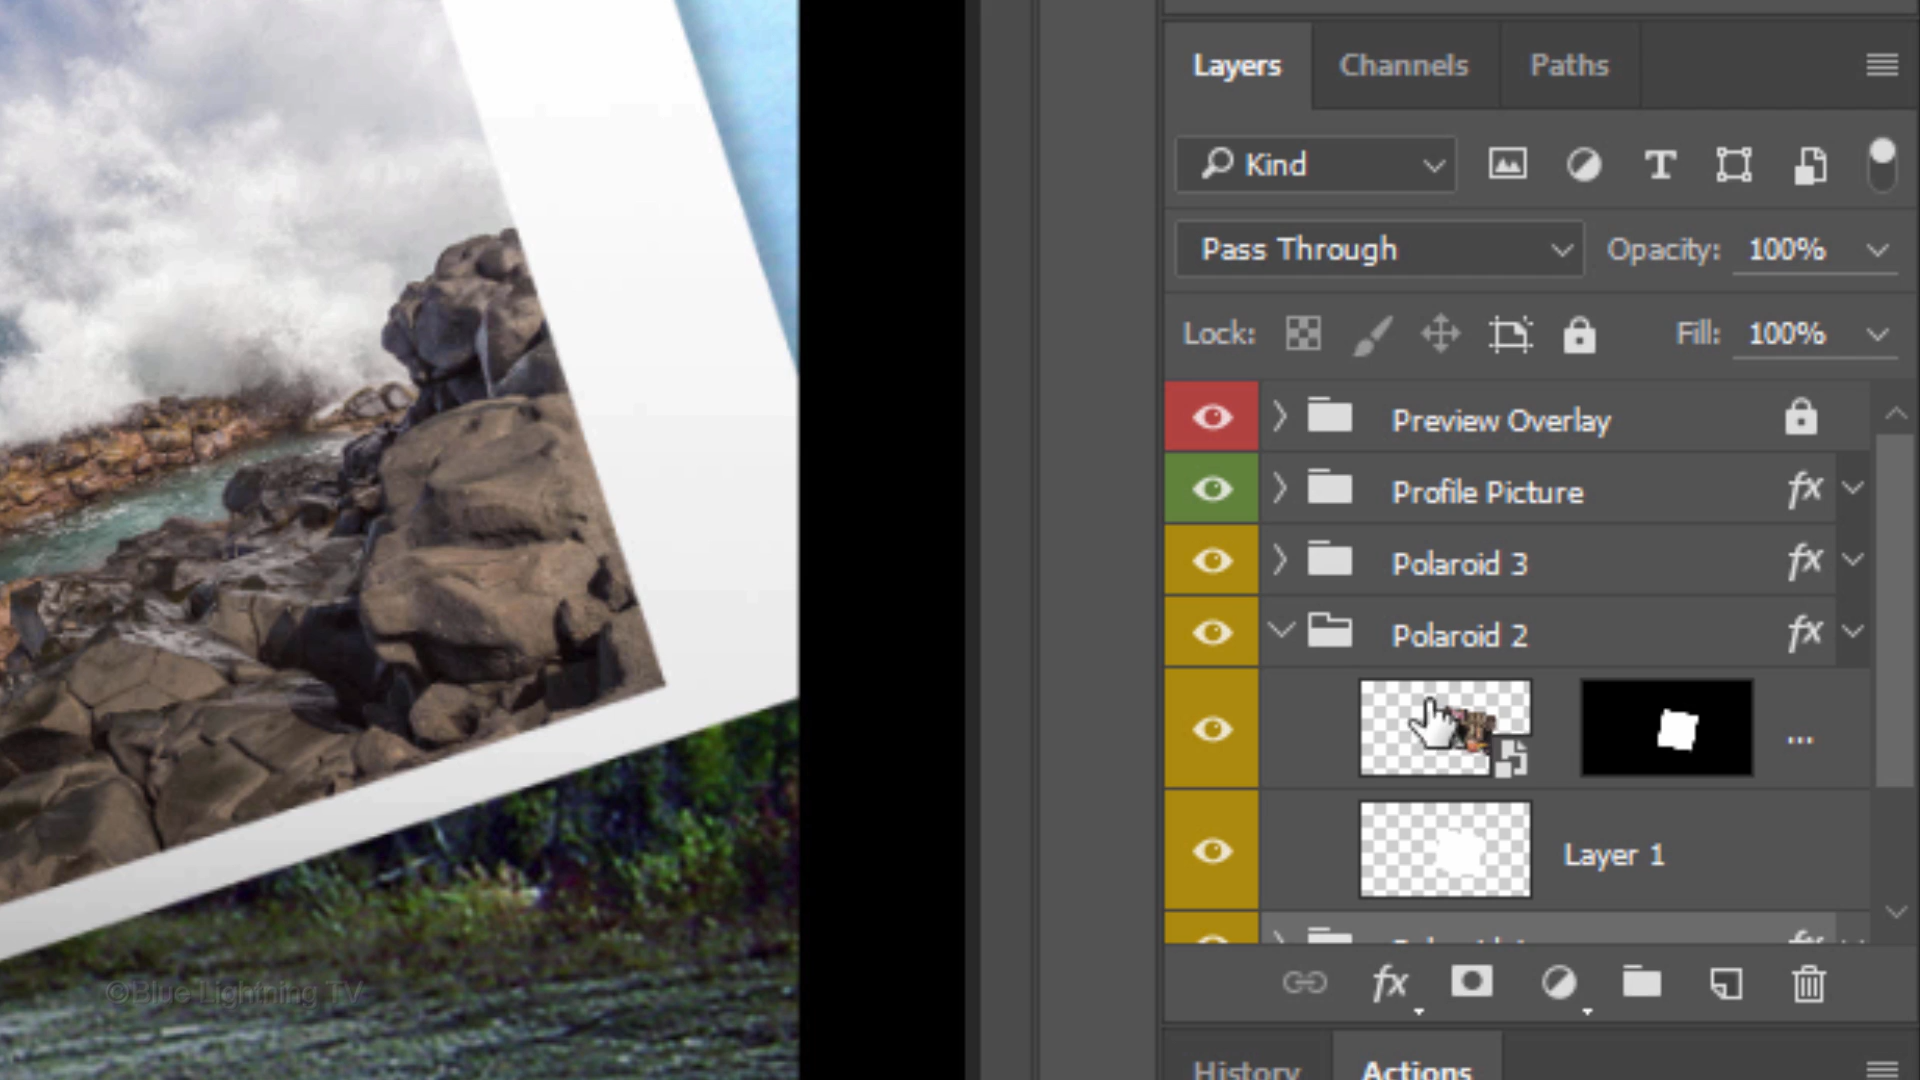 Layers Channels Paths
Kind
Pass Through Opacity: 100%
Lock: Fill: 100%
Preview Overlay
Profile Picture fx
Polaroid 3 fx
Polaroid 2 fx
...
Layer 1
fx
©Blue Lightning TV
History Actions